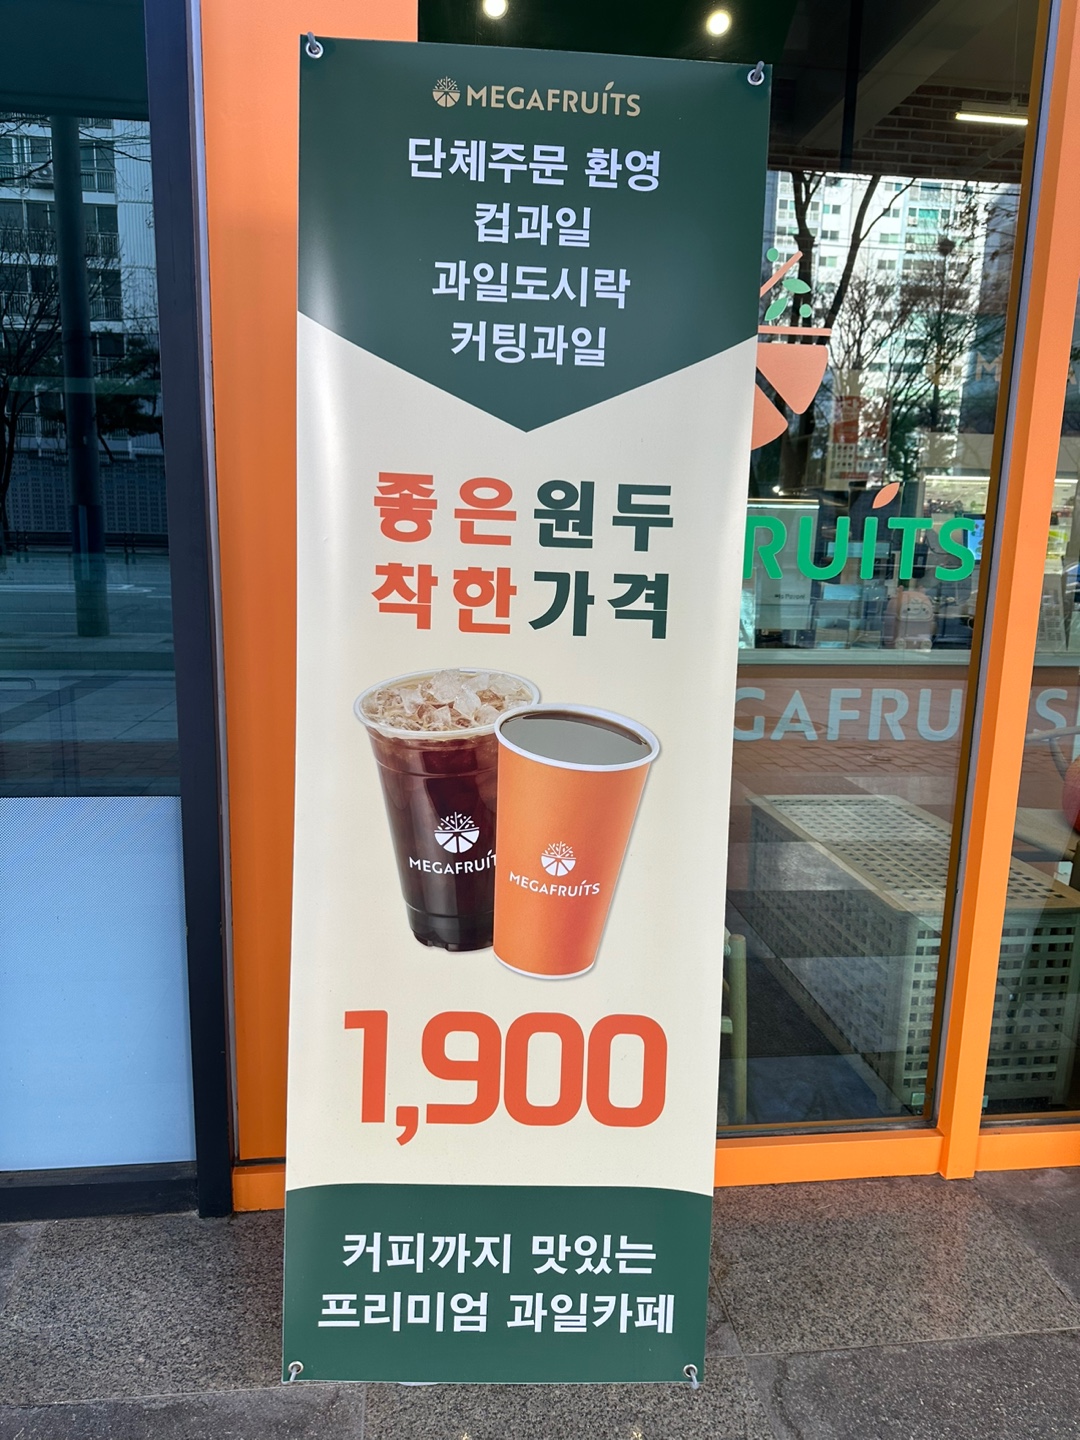 MEGAFRUITS
단체주문 환영
컵과일
과일도시락
커팅과일
좋은원두
착한가격
MEGAFRUIT
MEGAFRUITS
1,900
커피까지 맛있는
프리미엄 과일카페
RUITS
GAFRU